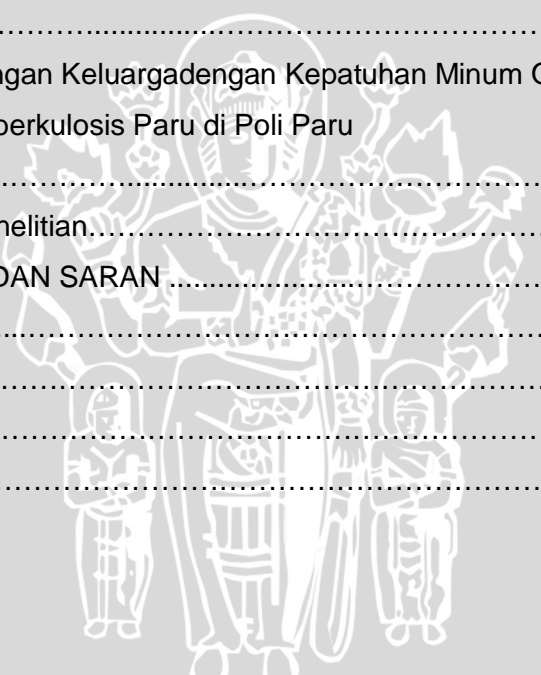 ……………...............……………………………………
ngan Keluargadengan Kepatuhan Minum
berkulosis Paru di Poli Paru
……………...............……………………………………
nelitian……………………………………………………
DAN SARAN .......................………………………
...………………………………………………………
…………………………………………………………
…………………………………………………………
…………………………………………………………